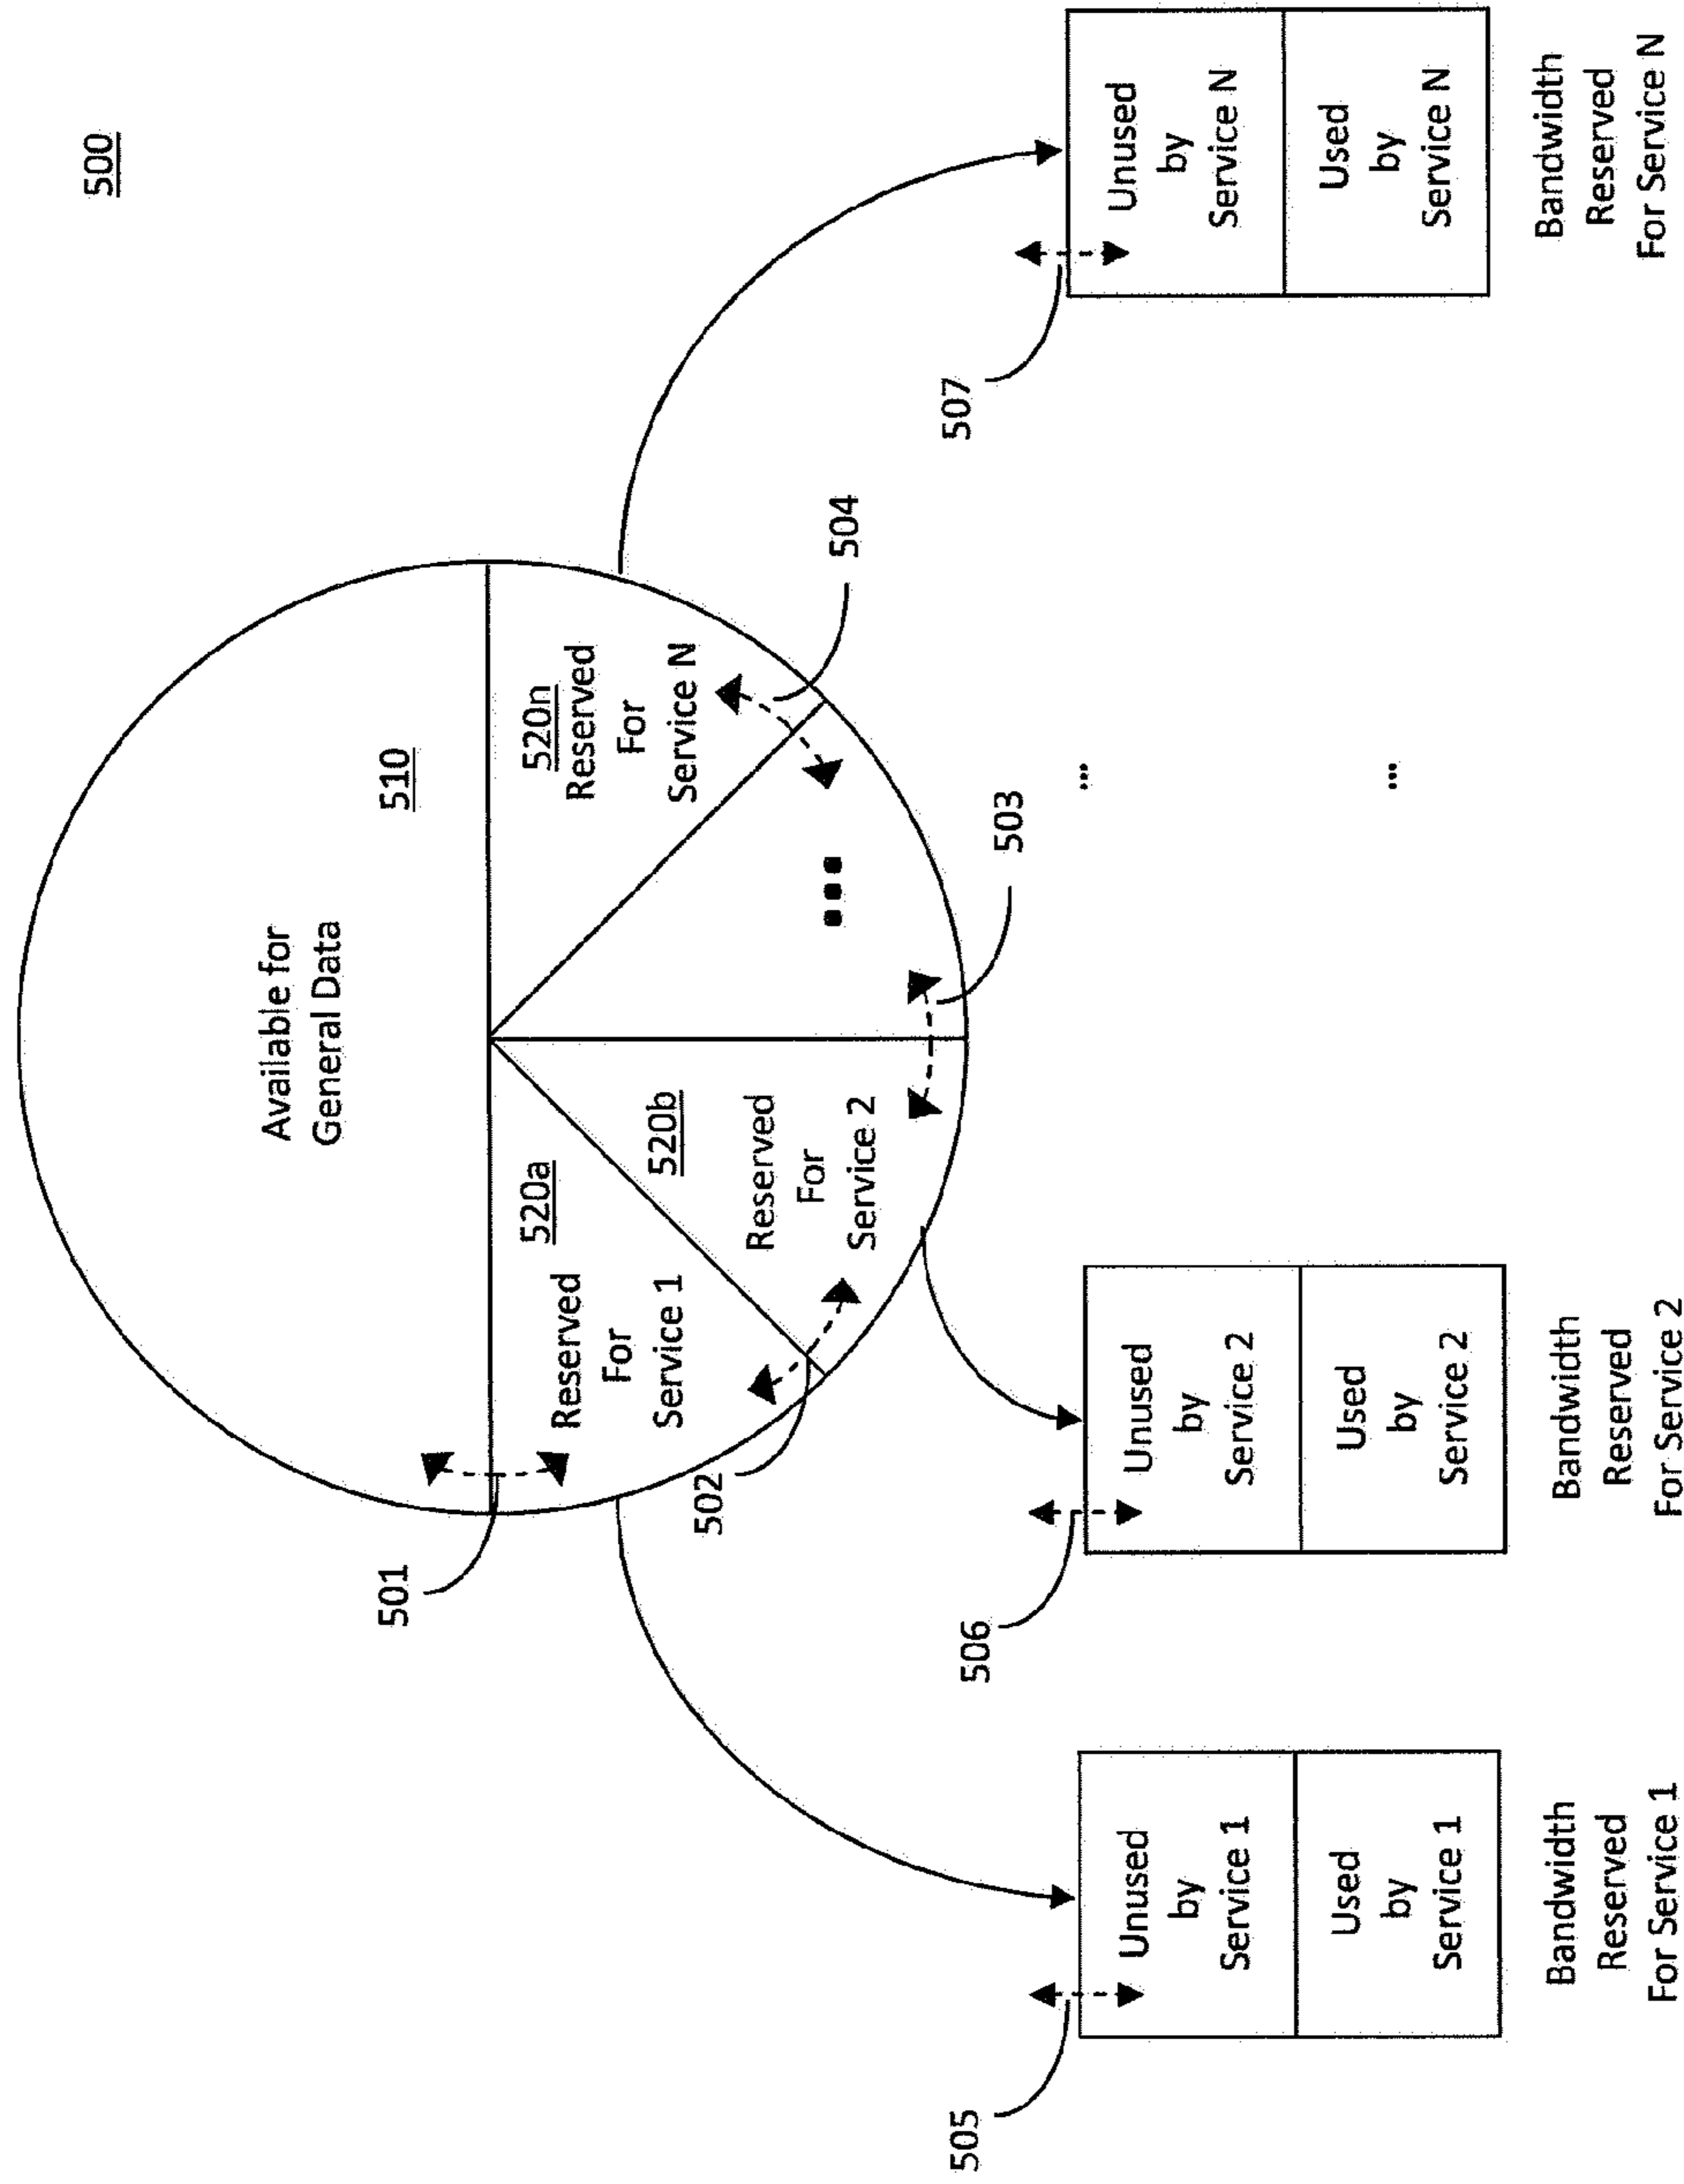 500
Available for
General Data
510
520a
Reserved
For
Service 1
520b
Reserved
For
Service 2
...
520n
Reserved
For
Service N
501
502
503
504
505
Unused
by
Service 1
Used
by
Service 1
Bandwidth
Reserved
For Service 1
506
Unused
by
Service 2
Used
by
Service 2
Bandwidth
Reserved
For Service 2
...
...
507
Unused
by
Service N
Used
by
Service N
Bandwidth
Reserved
For Service N